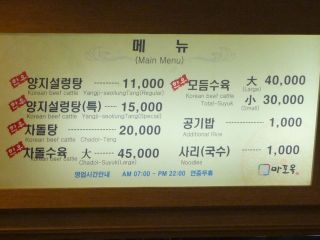 메 뉴
(Main Menu)
한우 양지설렁탕 11,000
Korean beef cattle Yangji-seolungTang(Regular)
한우 양지설렁탕(특) 15,000
Korean beef cattle Yangji-seolungTang(Special)
한우 차돌탕 20,000
Korean beef cattle Chadol-Tang
한우 차돌수육 大 45,000
Korean beef cattle Chadol-Suyuk(Large)
한우 모듬수육 大 40,000
Korean beef cattle (Large)
Total-Suyuk 小 30,000
(Small)
공기밥 1,000
Additional Rice
사리(국수) 1,000
Noodles
영업시간안내 AM 07:00 - PM 22:00 연중무휴
마포옥